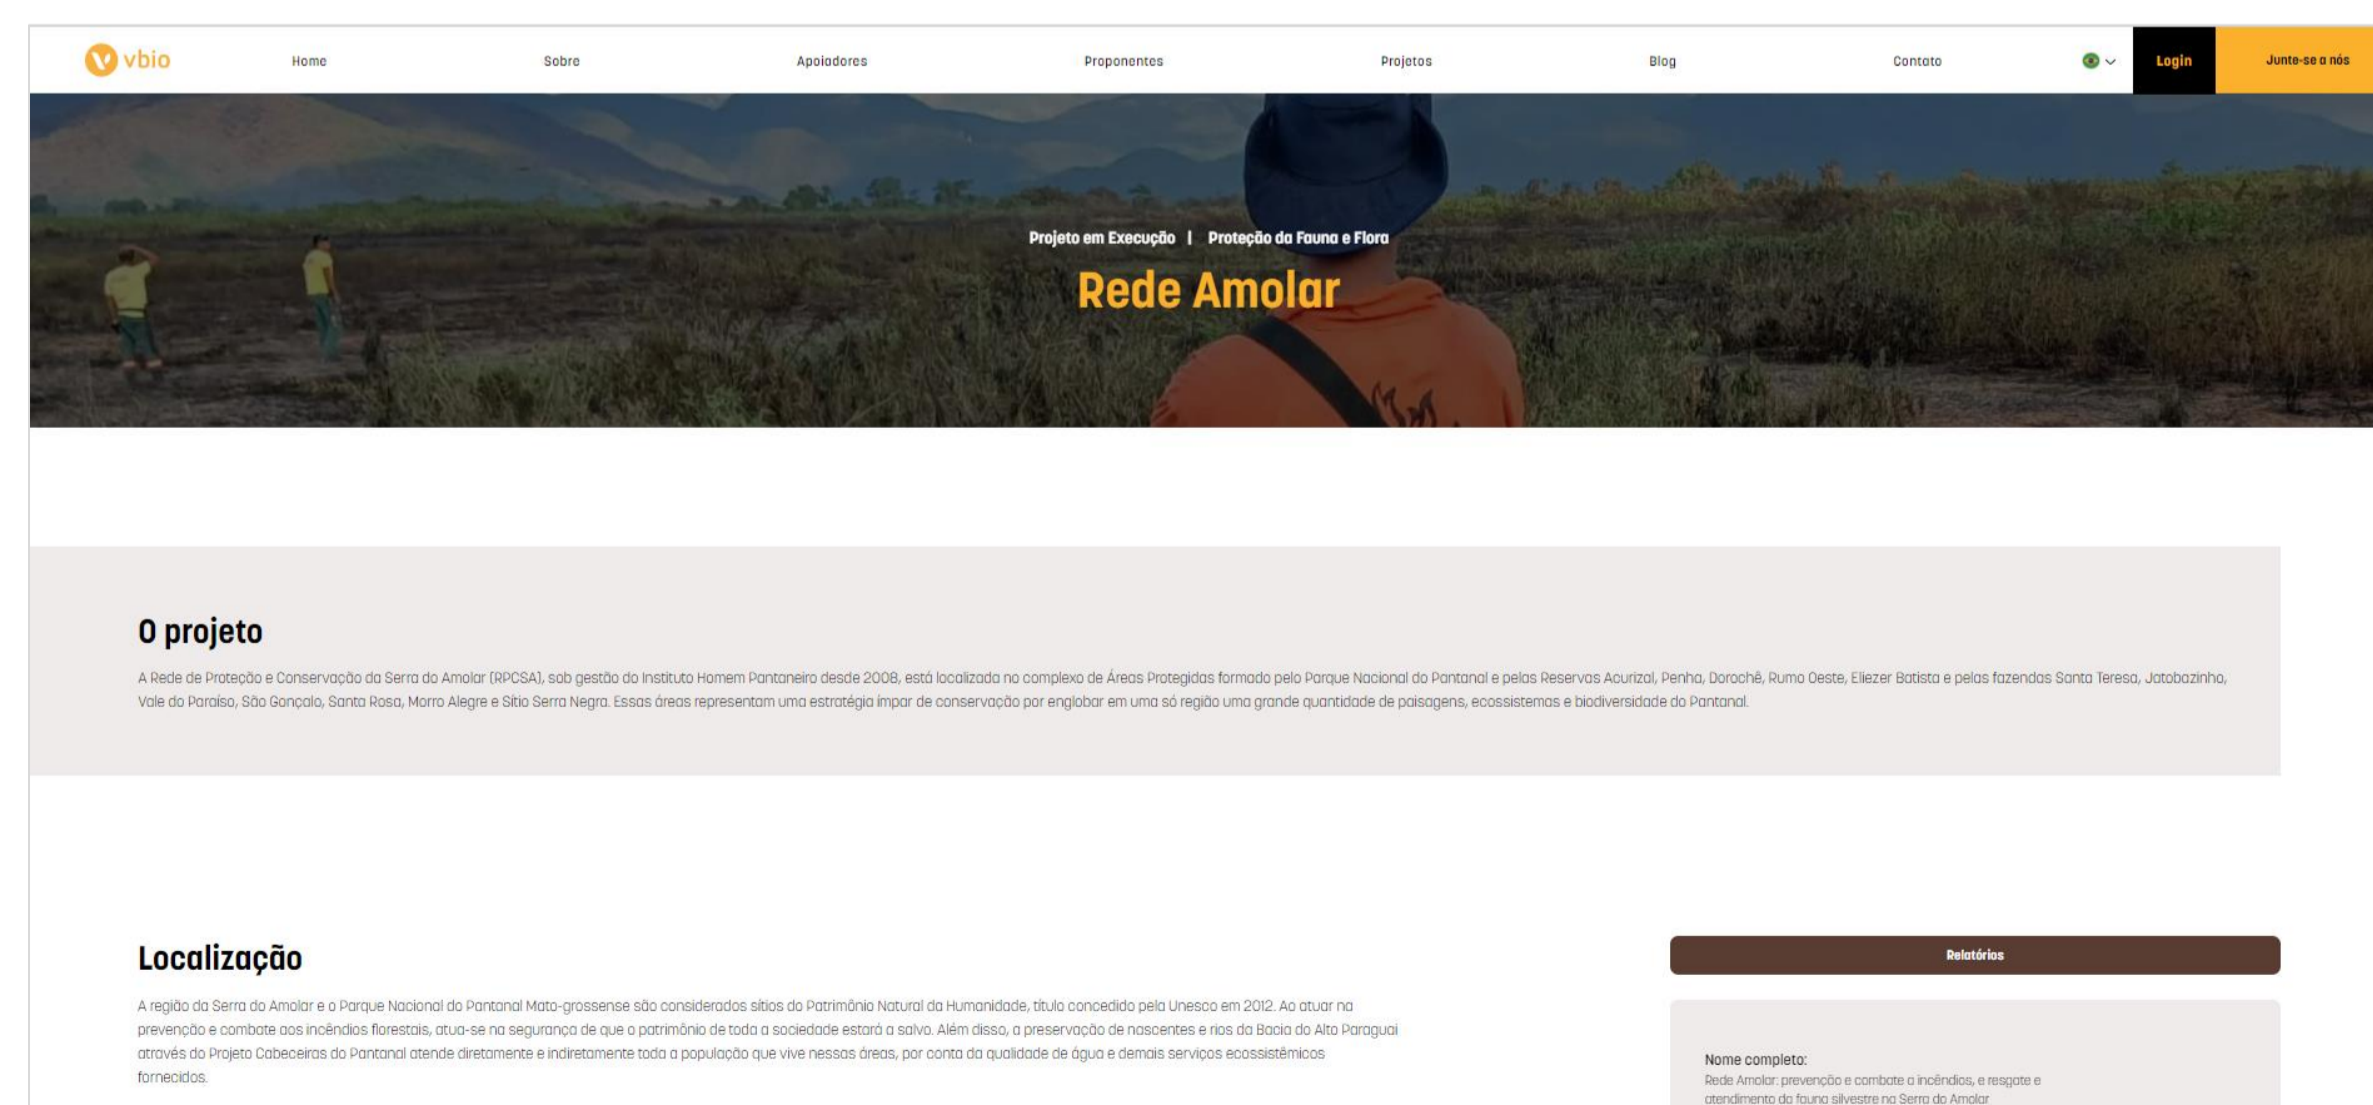 vbio
Home
Sobre
Apoiadores
Proponentes
Projetos
Blog
Contato
Login
Junte-se a nós
Projeto em Execução | Proteção da Fauna e Flora
Rede Amolar
O projeto
A Rede de Proteção e Conservação da Serra do Amolar (RPCSA), sob gestão do Instituto Homem Pantaneiro desde 2008, está localizada no complexo de Áreas Protegidas formado pelo Parque Nacional do Pantanal e pelas Reservas Acurizal, Penha, Dorochê, Rumo Oeste, Eliezer Batista e pelas fazendas Santa Teresa, Jatobazinho,
Vale do Paraíso, São Gonçalo, Santa Rosa, Morro Alegre e Sítio Serra Negra. Essas áreas representam uma estratégia ímpar de conservação por englobar em uma só região uma grande quantidade de paisagens, ecossistemas e biodiversidade do Pantanal.
Localização
A região da Serra do Amolar e o Parque Nacional do Pantanal Mato-grossense são considerados sítios do Patrimônio Natural da Humanidade, título concedido pela Unesco em 2012. Ao atuar na
prevenção e combate aos incêndios florestais, atua-se na segurança de que o patrimônio de toda a sociedade estará a salvo. Além disso, a preservação de nascentes e rios da Bacia do Alto Paraguai
através do Projeto Cabeceiras do Pantanal atende diretamente e indiretamente toda a população que vive nessas áreas, por conta da qualidade de água e demais serviços ecossistêmicos
fornecidos.
Relatórios
Nome completo:
Rede Amolar: prevenção e combate a incêndios, e resgate e
atendimento da fauna silvestre na Serra do Amolar